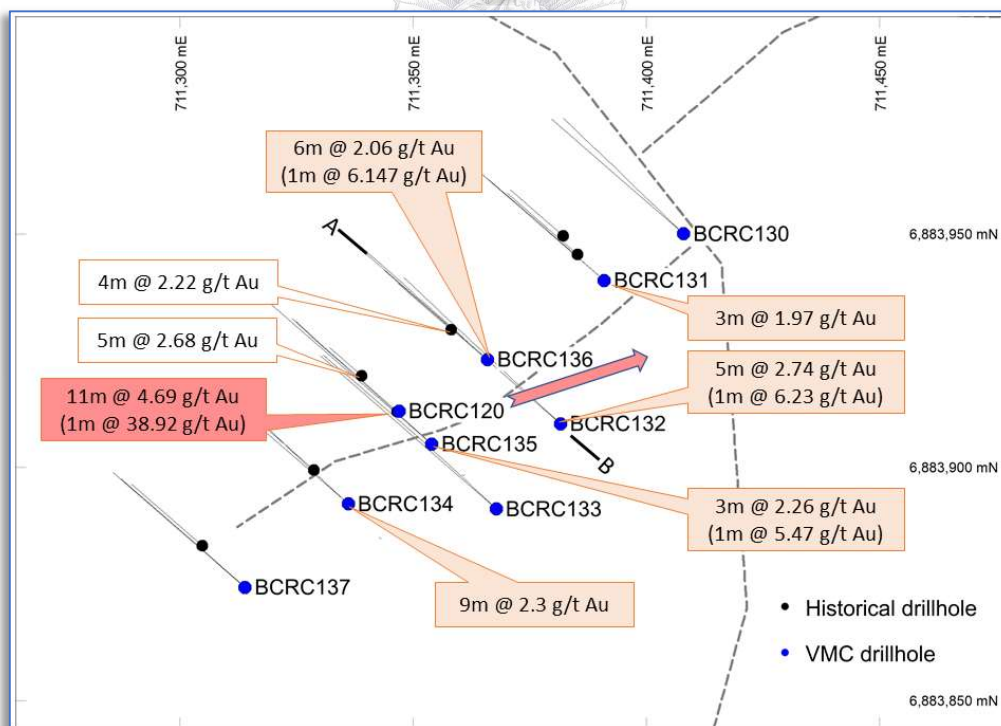 711,300 mE
711,350 mE
711,400 mE
711,450 mE
6m @ 2.06 g/t Au
(1m @ 6.147 g/t Au)
BCRC130
6,883,950 mN
A
4m @ 2.22 g/t Au
BCRC131
3m @ 1.97 g/t Au
5m @ 2.68 g/t Au
BCRC136
5m @ 2.74 g/t Au
(1m @ 6.23 g/t Au)
11m @ 4.69 g/t Au
(1m @ 38.92 g/t Au)
BCRC120
BCRC132
BCRC135
B
6,883,900 mN
BCRC134
BCRC133
3m @ 2.26 g/t Au
(1m @ 5.47 g/t Au)
BCRC137
9m @ 2.3 g/t Au
Historical drillhole
VMC drillhole
6,883,850 mN